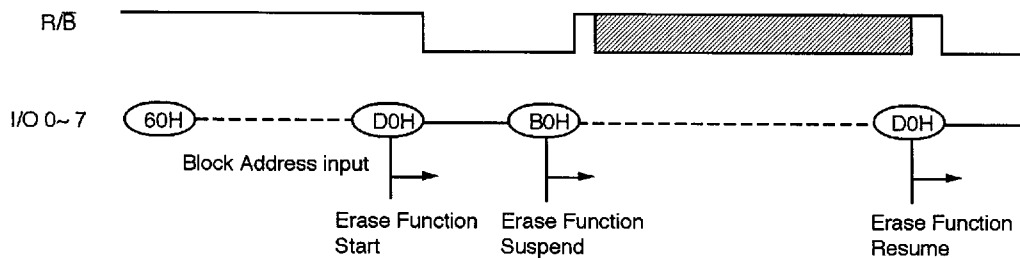 R/B̅
I/O 0~ 7
60H
D0H
B0H
D0H
Block Address input
Erase Function
Start
Erase Function
Suspend
Erase Function
Resume